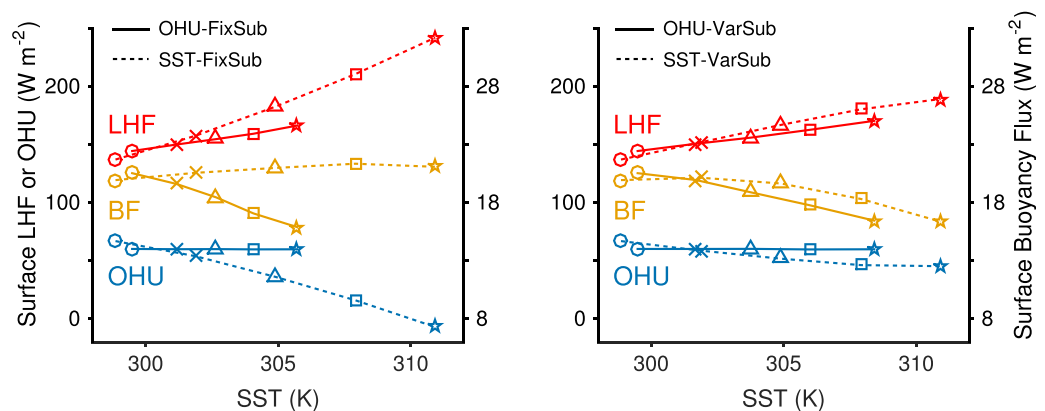 Surface LHF or OHU (W m-2)
OHU-FixSub
SST-FixSub
LHF
BF
OHU
200
100
0
28
18
8
300
305
310
SST (K)
OHU-VarSub
SST-VarSub
LHF
BF
OHU
200
100
0
28
18
8
300
305
310
SST (K)
Surface Buoyancy Flux (W m-2)